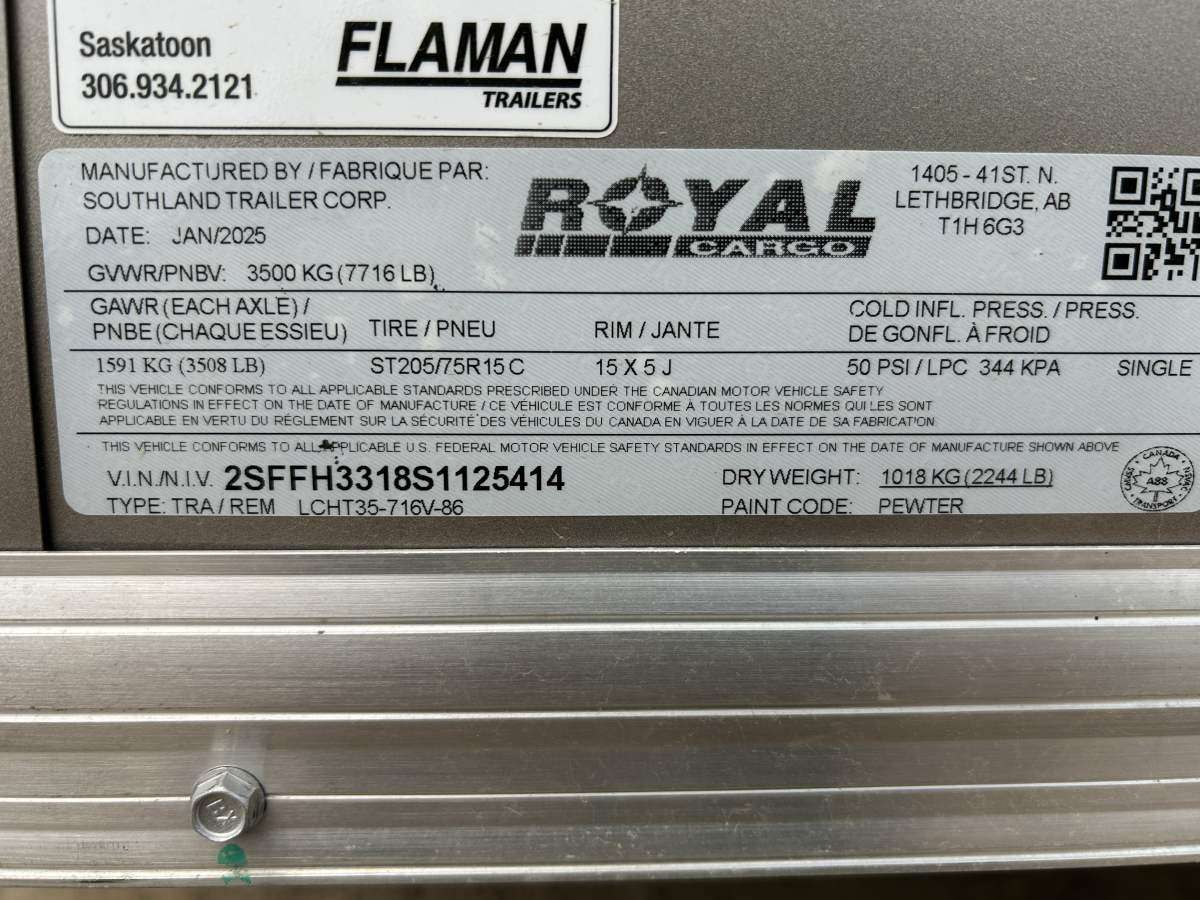 Saskatoon
306.934.2121
FLAMAN
TRAILERS
MANUFACTURED BY / FABRIQUE PAR:
SOUTHLAND TRAILER CORP.
DATE: JAN/2025
GVWR/PNBV: 3500 KG (7716 LB)
ROYAL
CARGO
1405 - 41ST. N.
LETHBRIDGE, AB
T1H 6G3
GAWR (EACH AXLE) /
PNBE (CHAQUE ESSIEU)
TIRE / PNEU
RIM / JANTE
COLD INFL. PRESS. / PRESS.
DE GONFL. À FROID
1591 KG (3508 LB) ST205/75R15 C 15 X 5 J 50 PSI / LPC 344 KPA SINGLE
THIS VEHICLE CONFORMS TO ALL APPLICABLE STANDARDS PRESCRIBED UNDER THE CANADIAN MOTOR VEHICLE SAFETY
REGULATIONS IN EFFECT ON THE DATE OF MANUFACTURE / CE VÉHICULE EST CONFORME À TOUTES LES NORMES QUI LES SONT
APPLICABLE EN VERTU DU RÉGLEMENT SUR LA SÉCURITÉ DES VÉHICULES DU CANADA EN VIGUER À LA DATE DE SA FABRICATION
THIS VEHICLE CONFORMS TO ALL APPLICABLE U.S. FEDERAL MOTOR VEHICLE SAFETY STANDARDS IN EFFECT ON THE DATE OF MANUFACTURE SHOWN ABOVE
V.I.N./N.I.V. 2SFFH3318S1125414
DRY WEIGHT: 1018 KG (2244 LB)
TYPE: TRA / REM LCHT35-716V-86
PAINT CODE: PEWTER
CANADA
A88
TRANSPORT